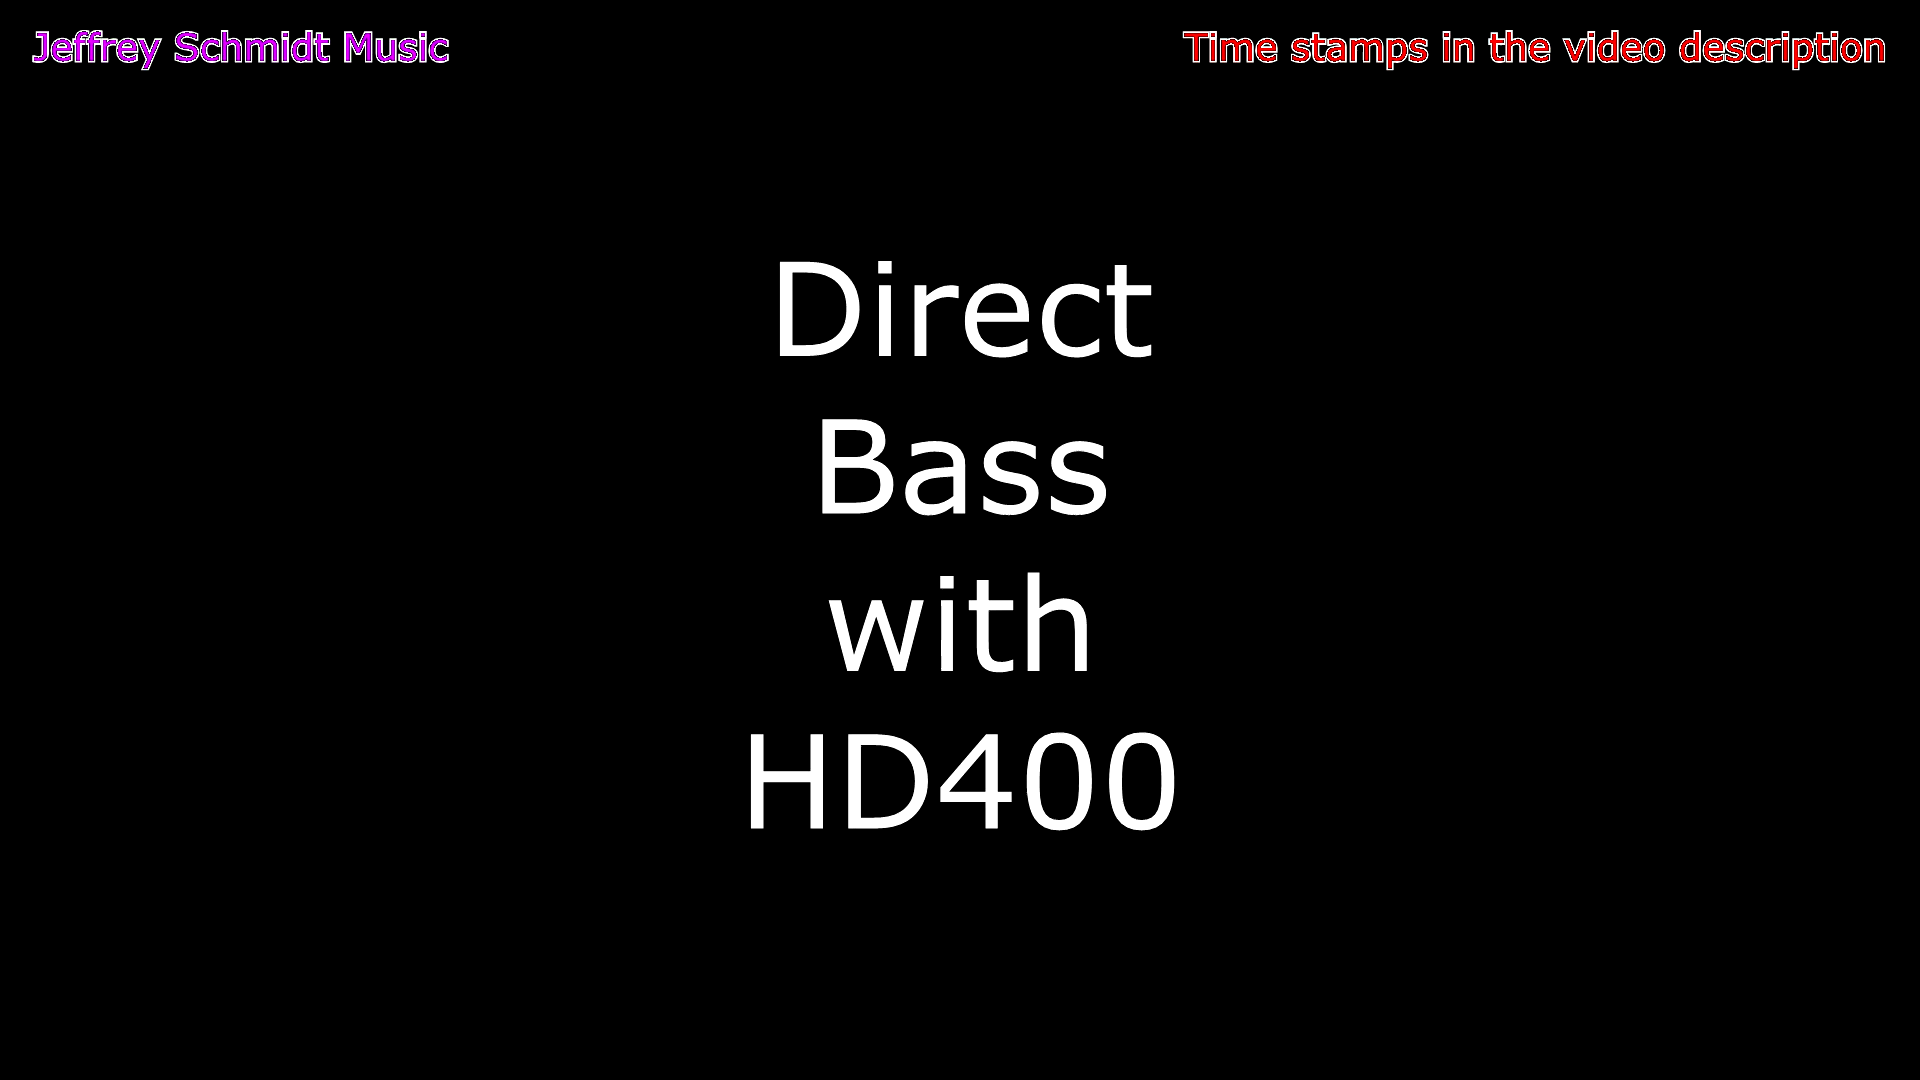 Jeffrey Schmidt Music
Time stamps in the video description
Direct
Bass
with
HD400